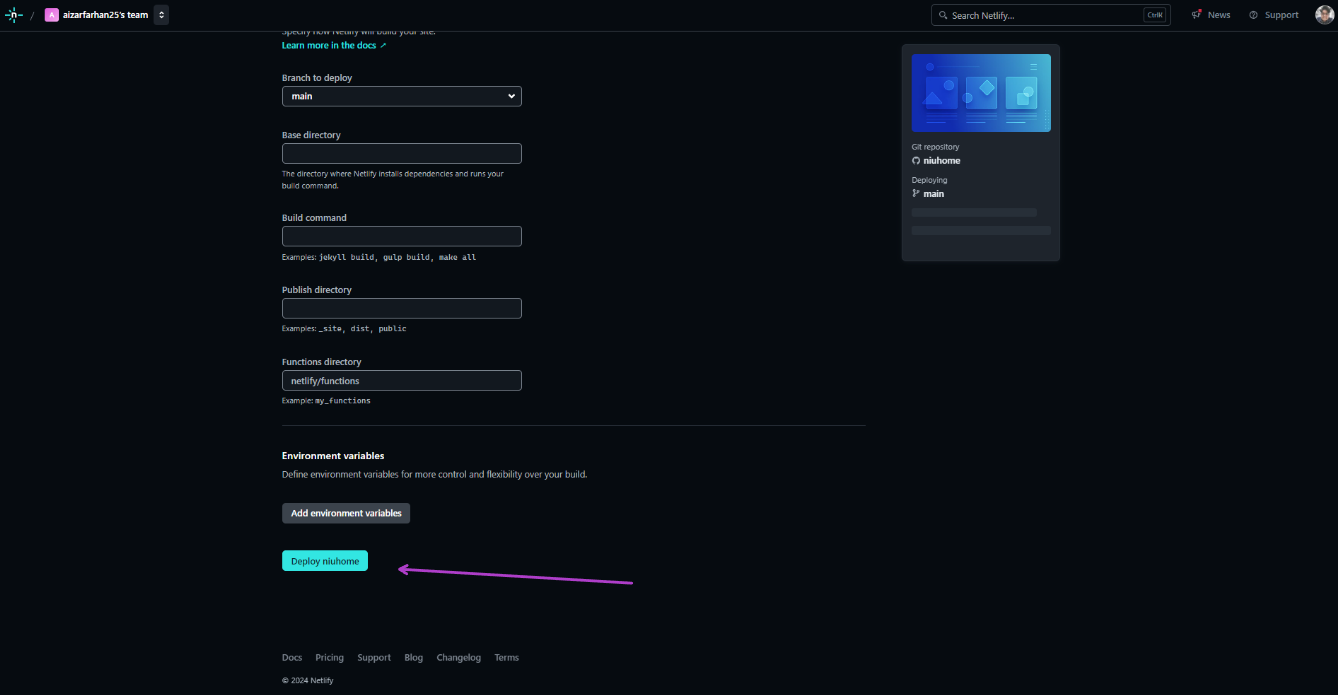 / A aizarfarhan25's team
Search Netlify... CtrlK News Support
Specify how Netlify will build your site.
Learn more in the docs ↗
Branch to deploy
main
Base directory
The directory where Netlify installs dependencies and runs your
build command.
Build command
Examples: jekyll build, gulp build, make all
Publish directory
Examples: _site, dist, public
Functions directory
netlify/functions
Example: my_functions
Environment variables
Define environment variables for more control and flexibility over your build.
Add environment variables
Deploy niuhome
Git repository
niuhome
Deploying
main
Docs Pricing Support Blog Changelog Terms
© 2024 Netlify